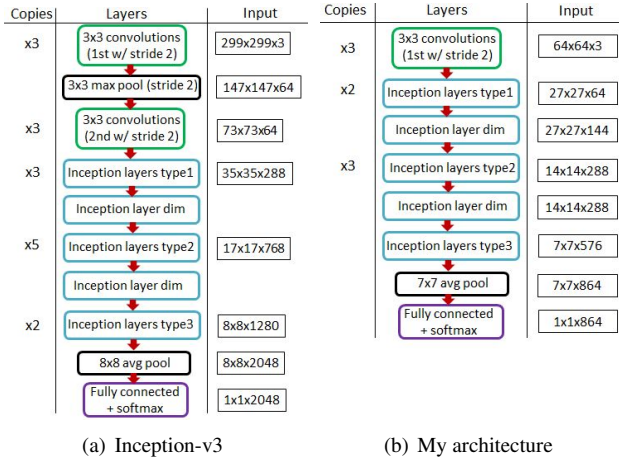 Copies Layers Input
x3 3x3 convolutions 299x299x3
(1st w/ stride 2)
3x3 max pool (stride 2) 147x147x64
x3 3x3 convolutions 73x73x64
(2nd w/ stride 2)
x3 Inception layers type1 35x35x288
Inception layer dim
x5 Inception layers type2 17x17x768
Inception layer dim
x2 Inception layers type3 8x8x1280
8x8 avg pool 8x8x2048
Fully connected 1x1x2048
+ softmax
(a) Inception-v3
Copies Layers Input
x3 3x3 convolutions 64x64x3
(1st w/ stride 2)
x2 Inception layers type1 27x27x64
Inception layer dim 27x27x144
x3 Inception layers type2 14x14x288
Inception layer dim 14x14x288
Inception layers type3 7x7x576
7x7 avg pool 7x7x864
Fully connected 1x1x864
+ softmax
(b) My architecture